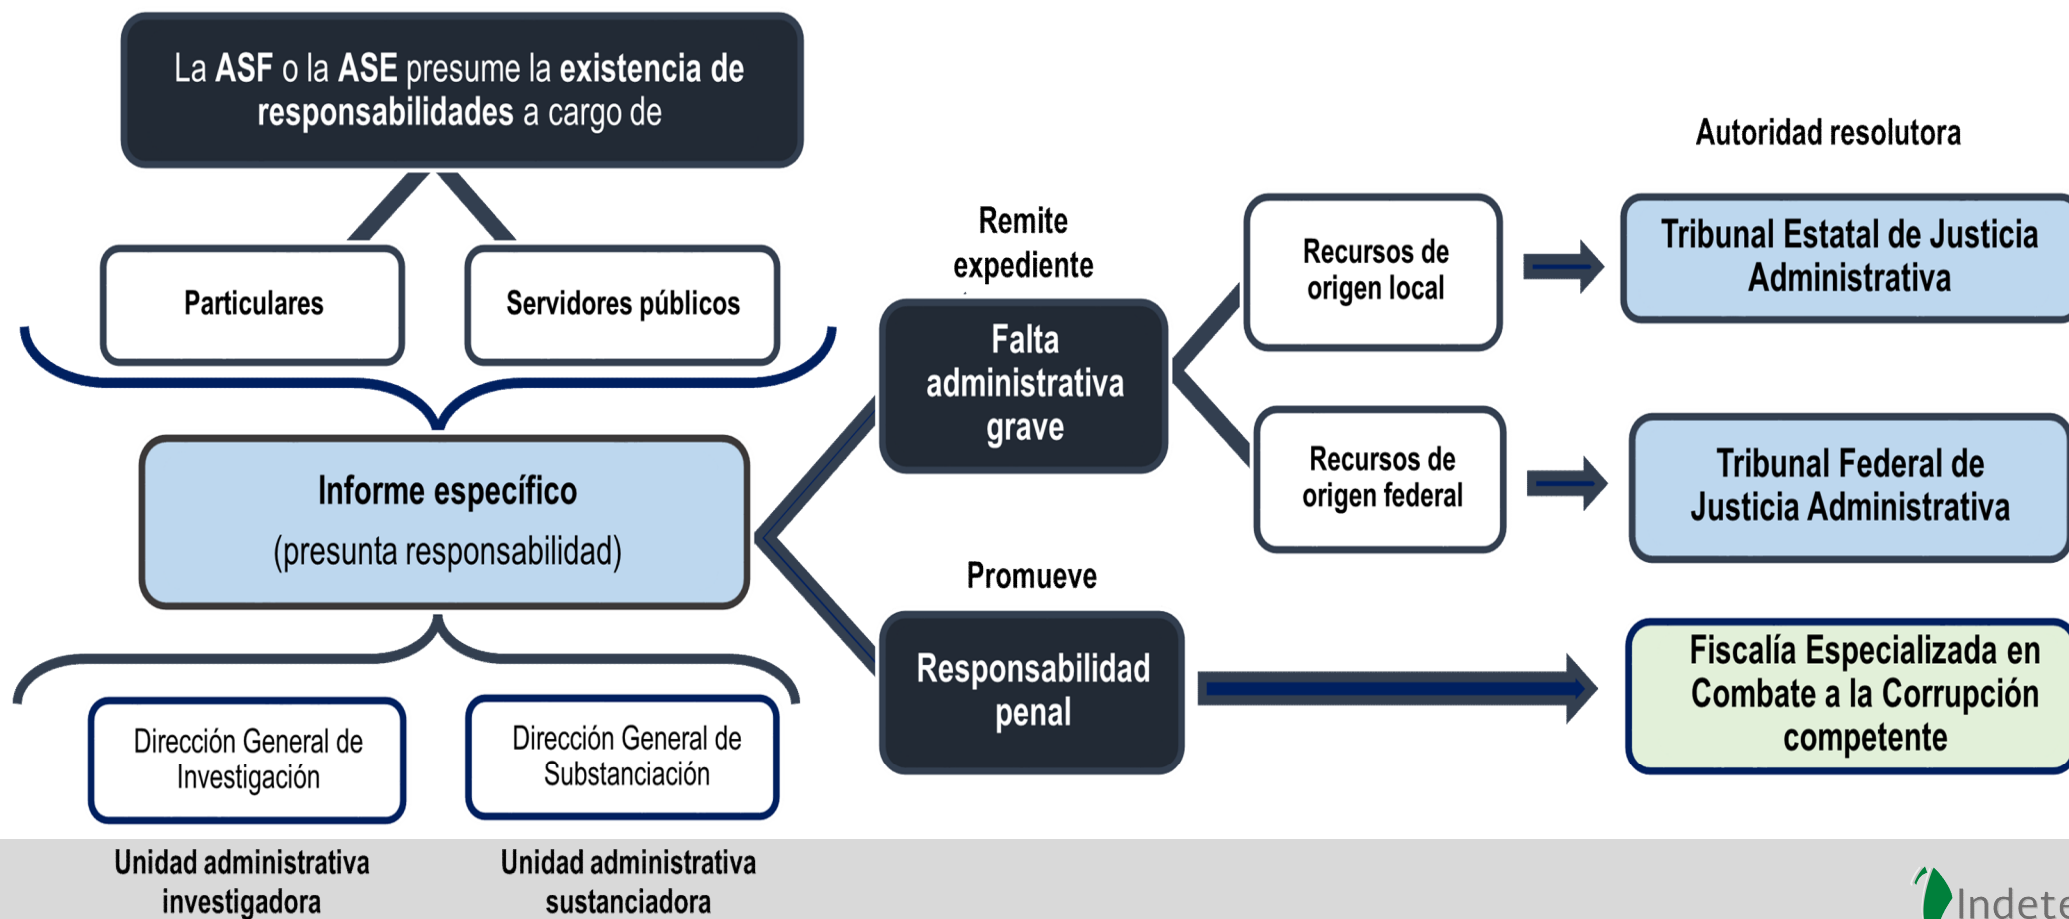 La ASF o la ASE presume la existencia de
responsabilidades a cargo de
Particulares
Servidores públicos
Informe específico
(presunta responsabilidad)
Dirección General de
Investigación
Dirección General de
Substanciación
Unidad administrativa
investigadora
Unidad administrativa
sustanciadora
Remite
expediente
Falta
administrativa
grave
Promueve
Responsabilidad
penal
Recursos de
origen local
Recursos de
origen federal
Autoridad resolutora
Tribunal Estatal de Justicia
Administrativa
Tribunal Federal de
Justicia Administrativa
Fiscalía Especializada en
Combate a la Corrupción
competente